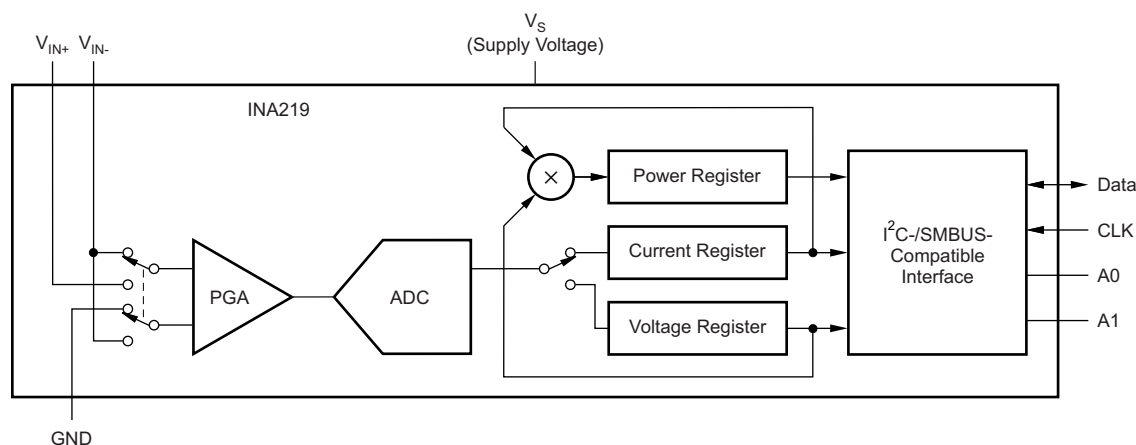 V_S
(Supply Voltage)
V_IN+ V_IN-
INA219
×
Power Register
Data
CLK
I²C-/SMBUS-
Compatible
Interface
Current Register
PGA
ADC
A0
Voltage Register
A1
GND